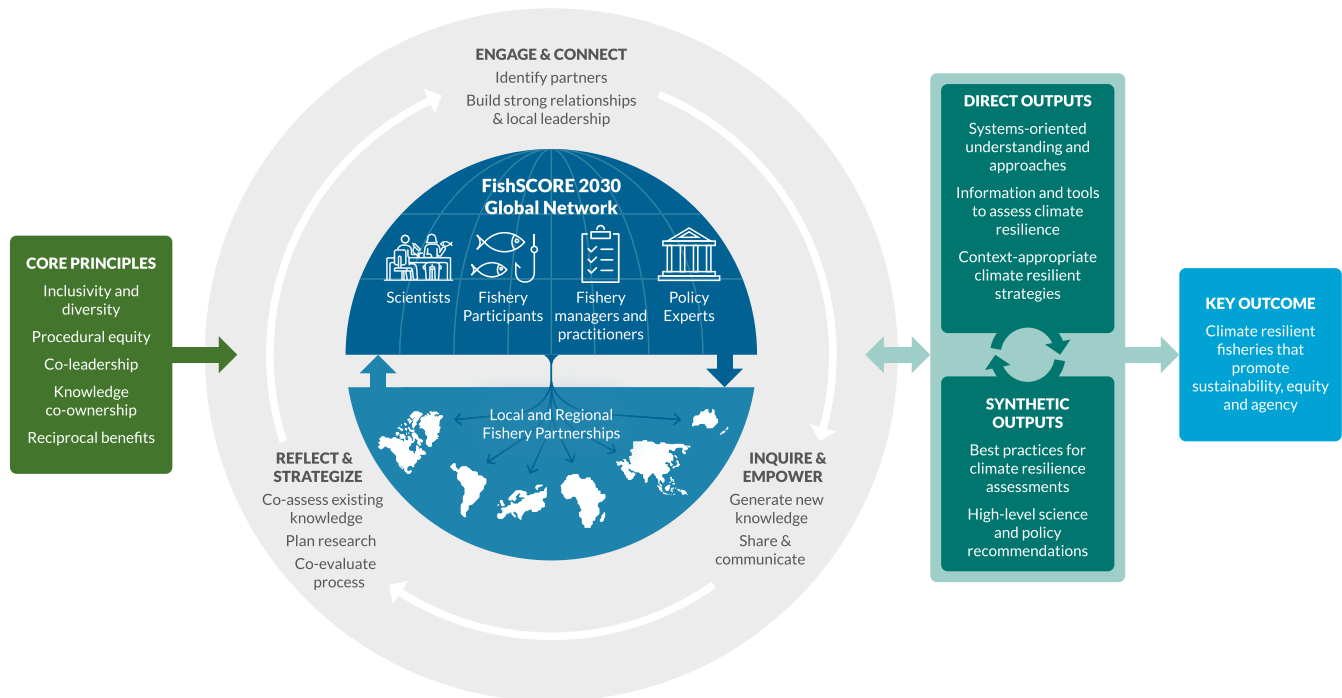 CORE PRINCIPLES
Inclusivity and
diversity
Procedural equity
Co-leadership
Knowledge
co-ownership
Reciprocal benefits
ENGAGE & CONNECT
Identify partners
Build strong relationships
& local leadership
FishSCORE 2030
Global Network
Scientists
Fishery
Participants
Fishery
managers and
practitioners
Policy
Experts
Local and Regional
Fishery Partnerships
REFLECT &
STRATEGIZE
Co-assess existing
knowledge
Plan research
Co-evaluate
process
INQUIRE &
EMPOWER
Generate new
knowledge
Share &
communicate
DIRECT OUTPUTS
Systems-oriented
understanding and
approaches
Information and tools
to assess climate
resilience
Context-appropriate
climate resilient
strategies
SYNTHETIC
OUTPUTS
Best practices for
climate resilience
assessments
High-level science
and policy
recommendations
KEY OUTCOME
Climate resilient
fisheries that
promote
sustainability, equity
and agency